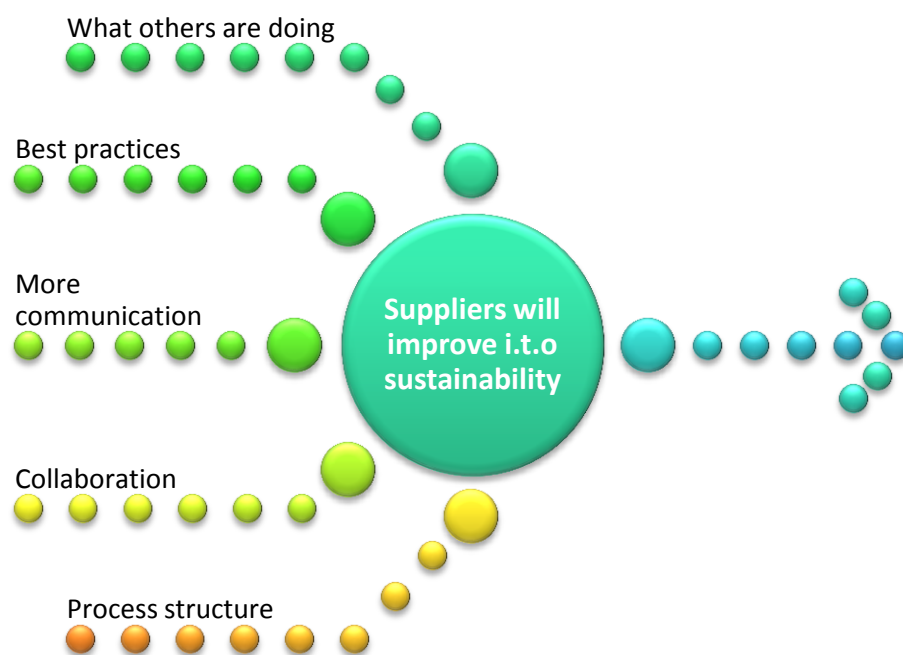 What others are doing
Best practices
More
communication
Suppliers will
improve i.t.o
sustainability
Collaboration
Process structure